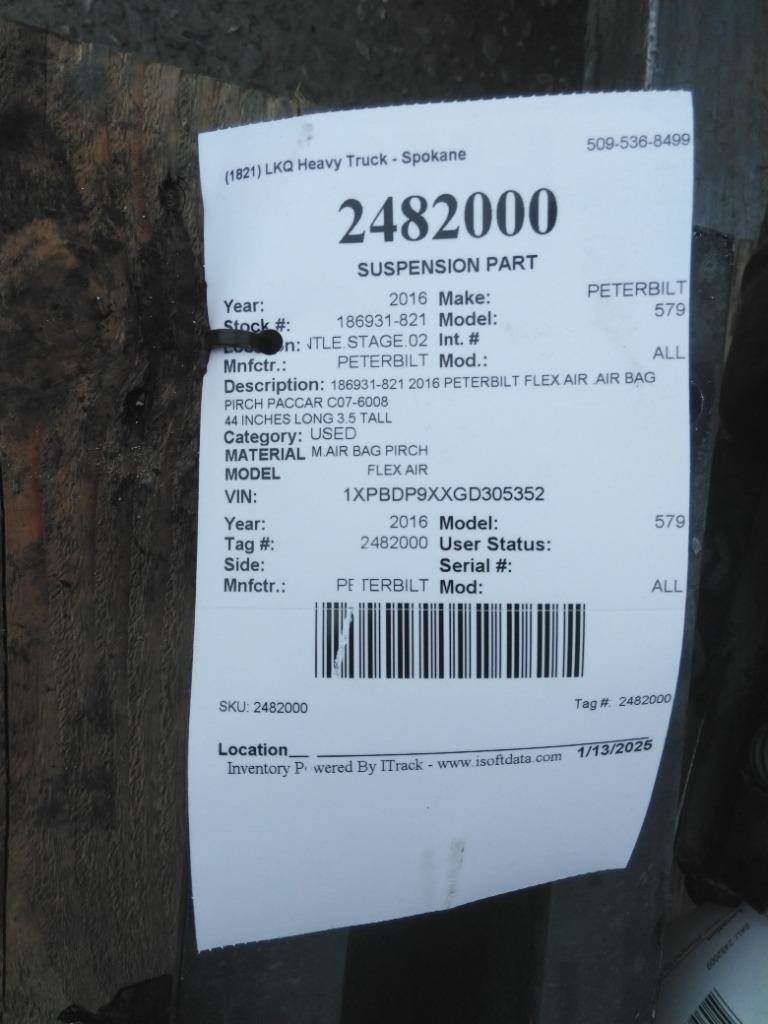 (1821) LKQ Heavy Truck - Spokane 509-536-8499
2482000
SUSPENSION PART
Year: 2016 Make: PETERBILT
Stock #: 186931-821 Model: 579
TLE.STAGE.02 Int. #
Mnfctr.: PETERBILT Mod.: ALL
Description: 186931-821 2016 PETERBILT FLEX AIR .AIR BAG
PIRCH PACCAR C07-6008
44 INCHES LONG 3.5 TALL
Category: USED
MATERIAL M.AIR BAG PIRCH
MODEL FLEX AIR
VIN: 1XPBDP9XXGD305352
Year: 2016 Model: 579
Tag #: 2482000 User Status:
Side: Serial #:
Mnfctr.: PETERBILT Mod: ALL
SKU: 2482000 Tag #: 2482000
Location__ 1/13/2025
Inventory P wered By ITrack - www.isoftdata.com